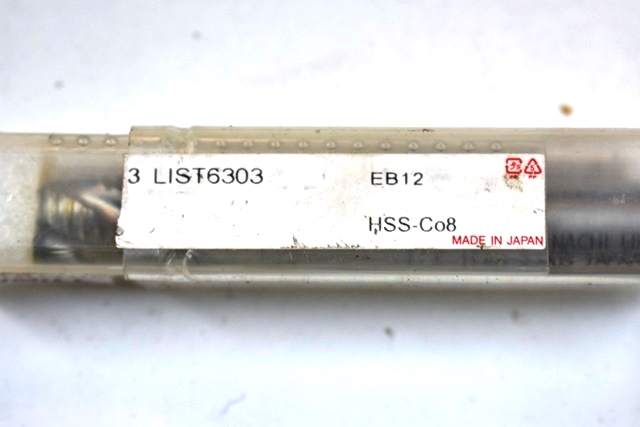 3 LIST6303
EB12
HSS-Co8
MADE IN JAPAN